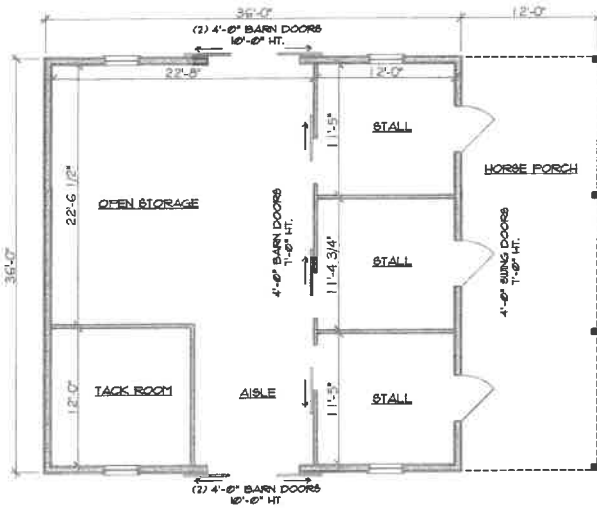 36'-0"
12'-0"
(2) 4'-0" BARN DOORS
10'-0" HT.
22'-8"
12'-0"
11'-5"
STALL
HORSE PORCH
22'-6 1/2"
OPEN STORAGE
4'-0" BARN DOORS
7'-0" HT.
11'-4 3/4"
STALL
4'-0" SWING DOORS
7'-0" HT.
36'-0"
12'-0"
TACK ROOM
AISLE
11'-5"
STALL
(2) 4'-0" BARN DOORS
10'-0" HT